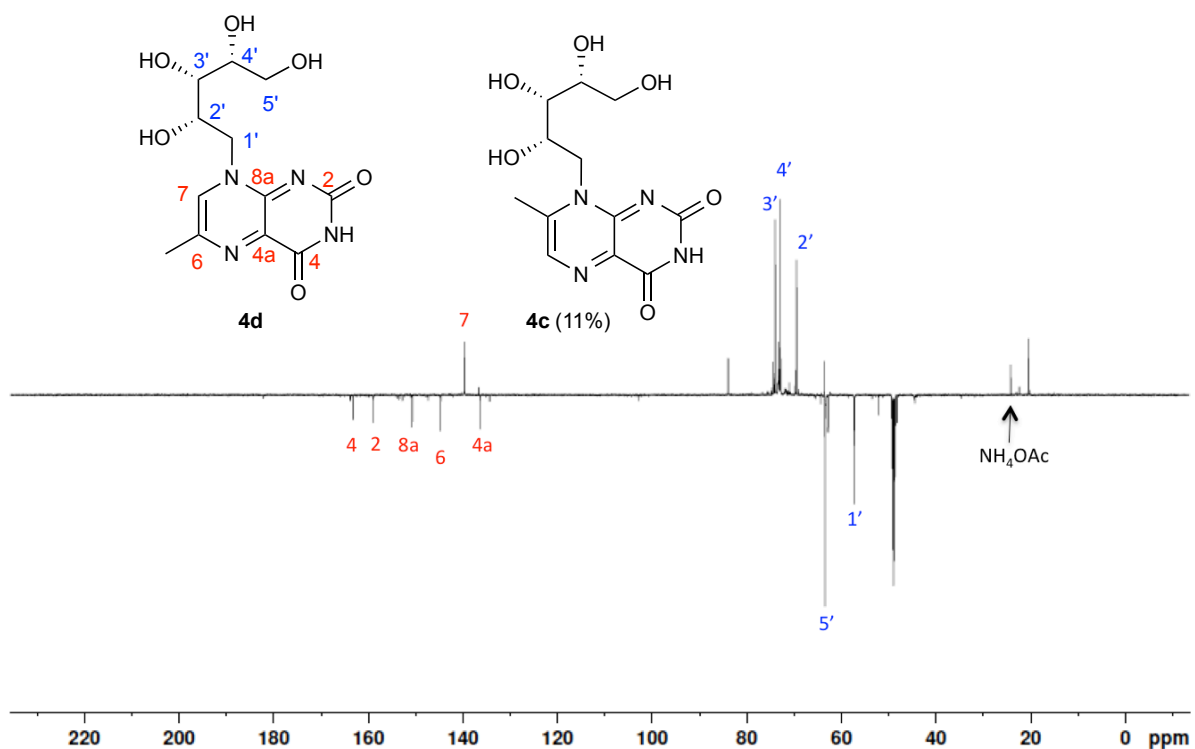 OH
HO
3'
4'
OH
2'
5'
HO
1'
N
8a
N
2
O
7
NH
6
N
4a
4
O
4d
OH
HO
OH
HO
N
N
O
NH
N
O
4c (11%)
7
4
2
8a
6
4a
4’
3’
2’
5’
1’
NH4OAc
220 200 180 160 140 120 100 80 60 40 20 0 ppm